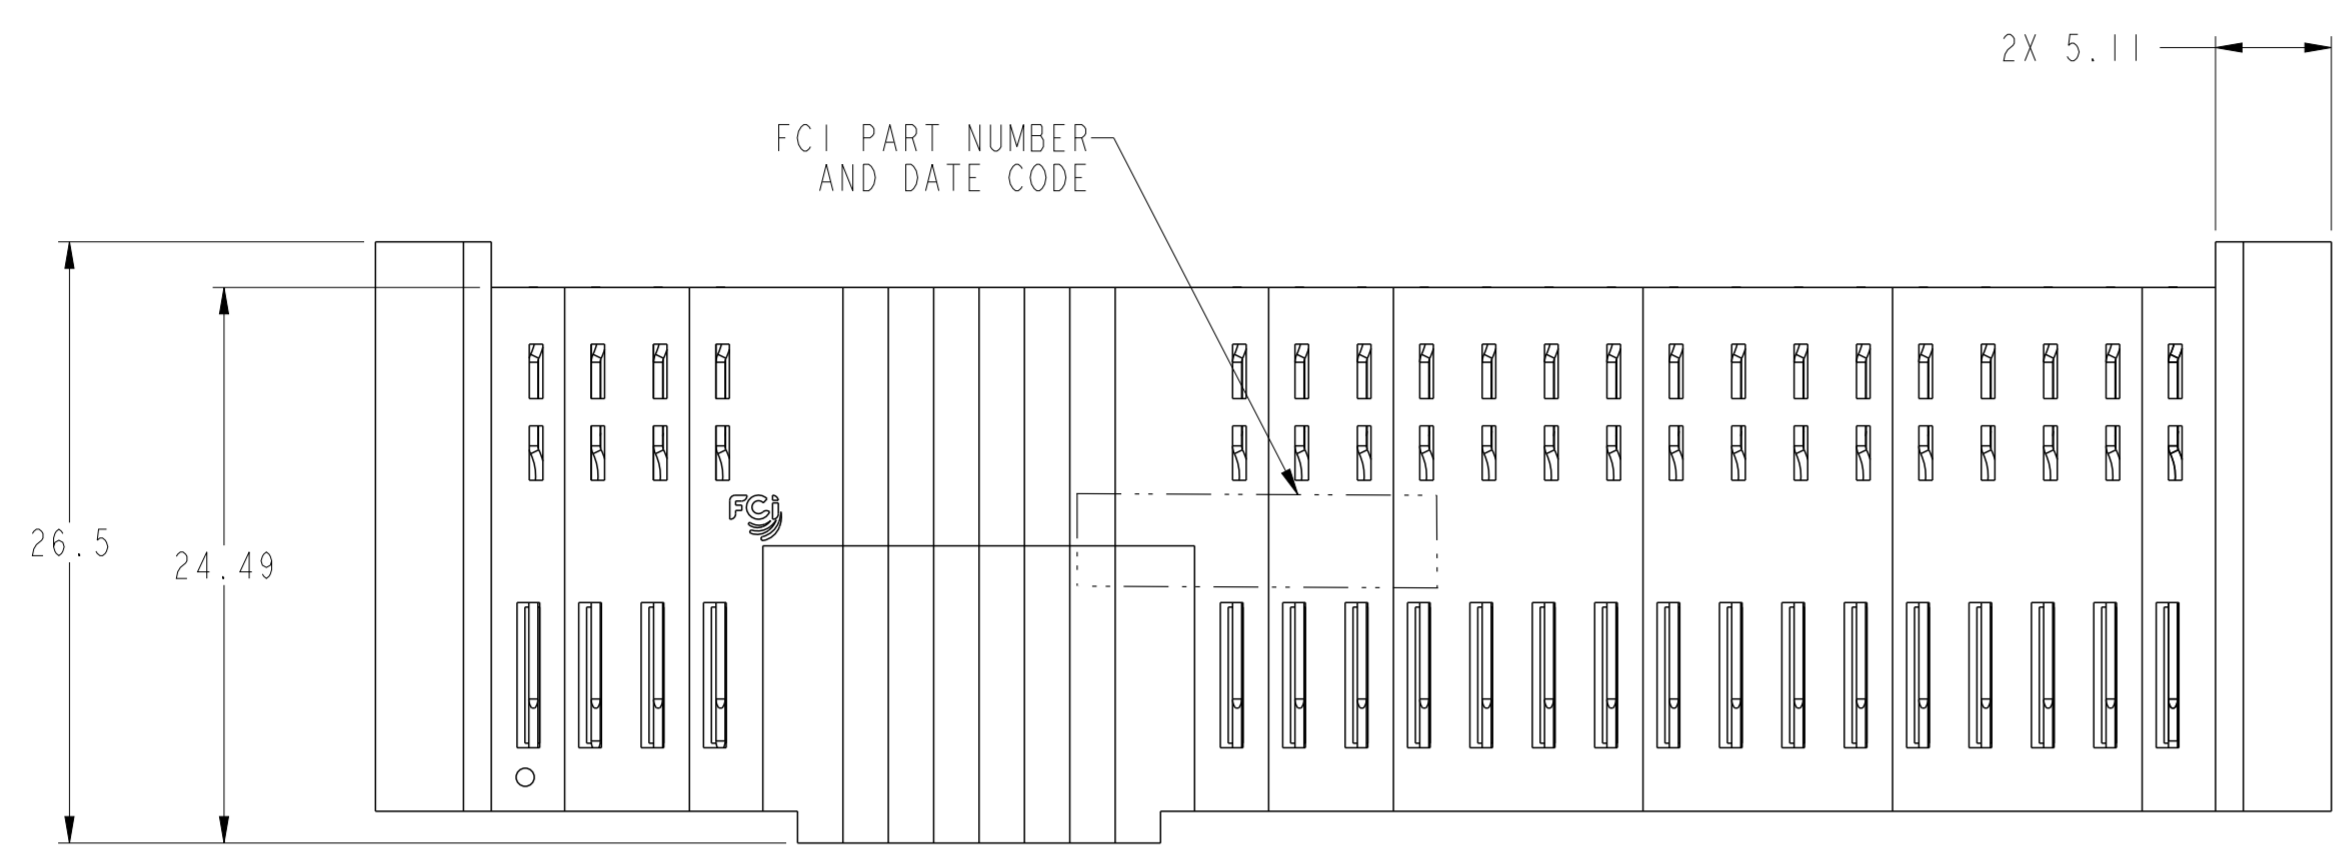 2X 5.11
FCI PART NUMBER
AND DATE CODE
26.5
24.49
FCi